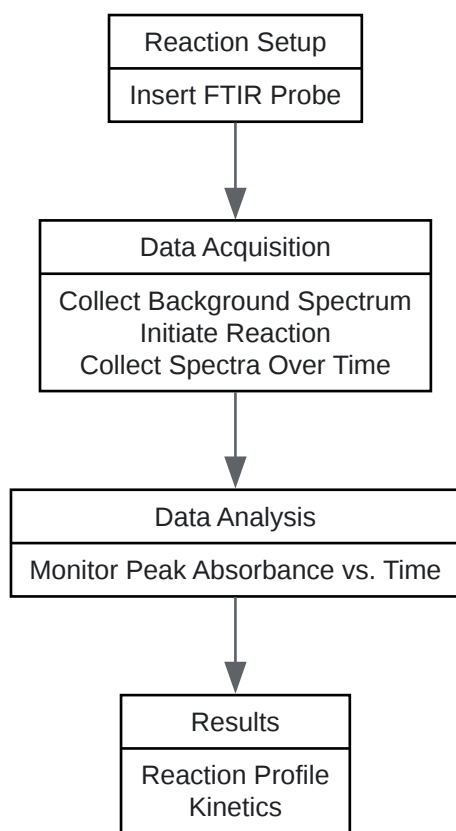 Reaction Setup
Insert FTIR Probe
Data Acquisition
Collect Background Spectrum
Initiate Reaction
Collect Spectra Over Time
Data Analysis
Monitor Peak Absorbance vs. Time
Results
Reaction Profile
Kinetics